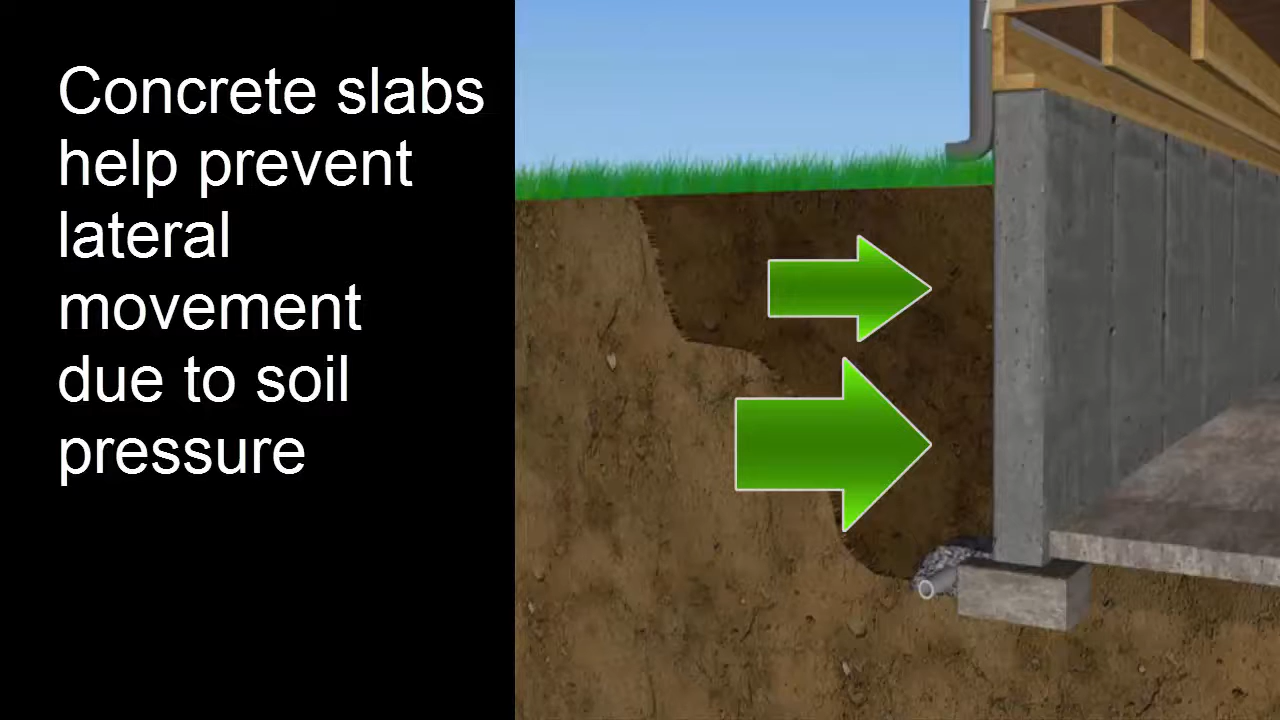 Concrete slabs
help prevent
lateral
movement
due to soil
pressure